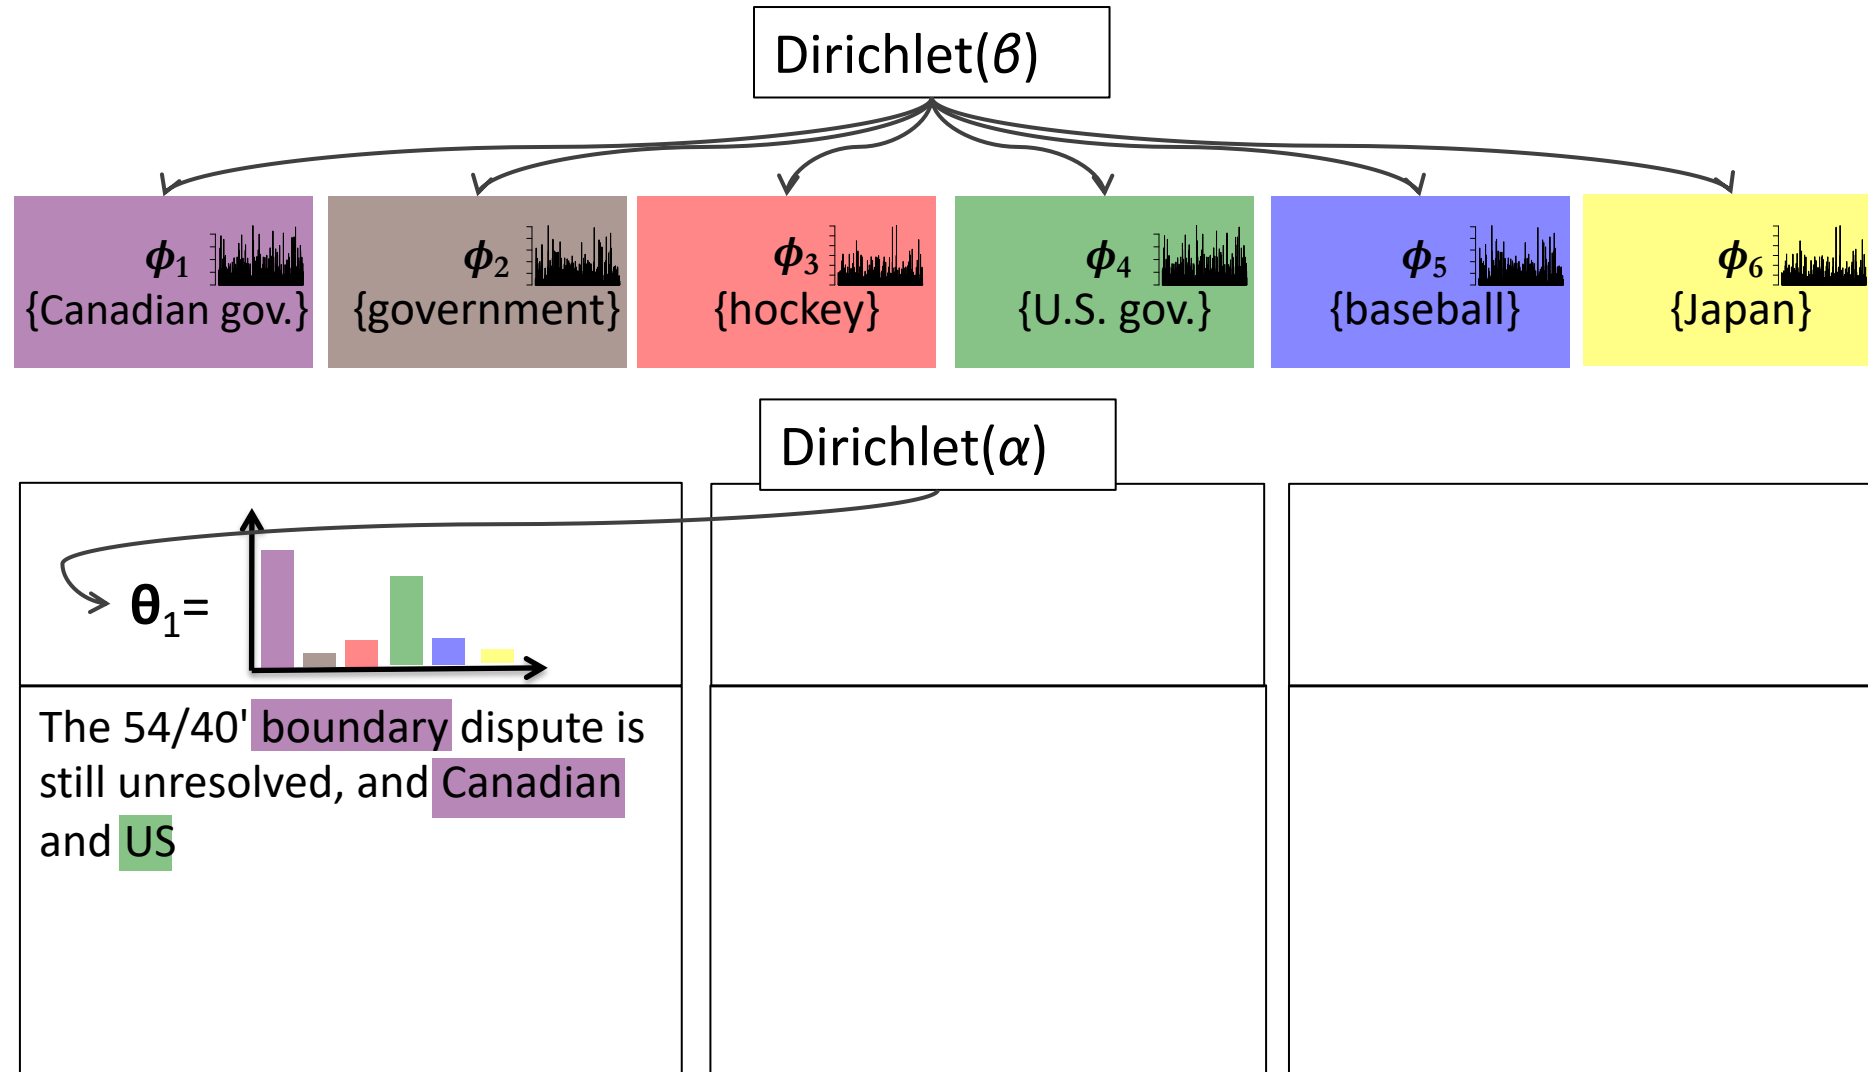 Dirichlet(β)
ϕ1
{Canadian gov.}
ϕ2
{government}
ϕ3
{hockey}
ϕ4
{U.S. gov.}
ϕ5
{baseball}
ϕ6
{Japan}
Dirichlet(α)
θ1=
The 54/40' boundary dispute is
still unresolved, and Canadian
and US